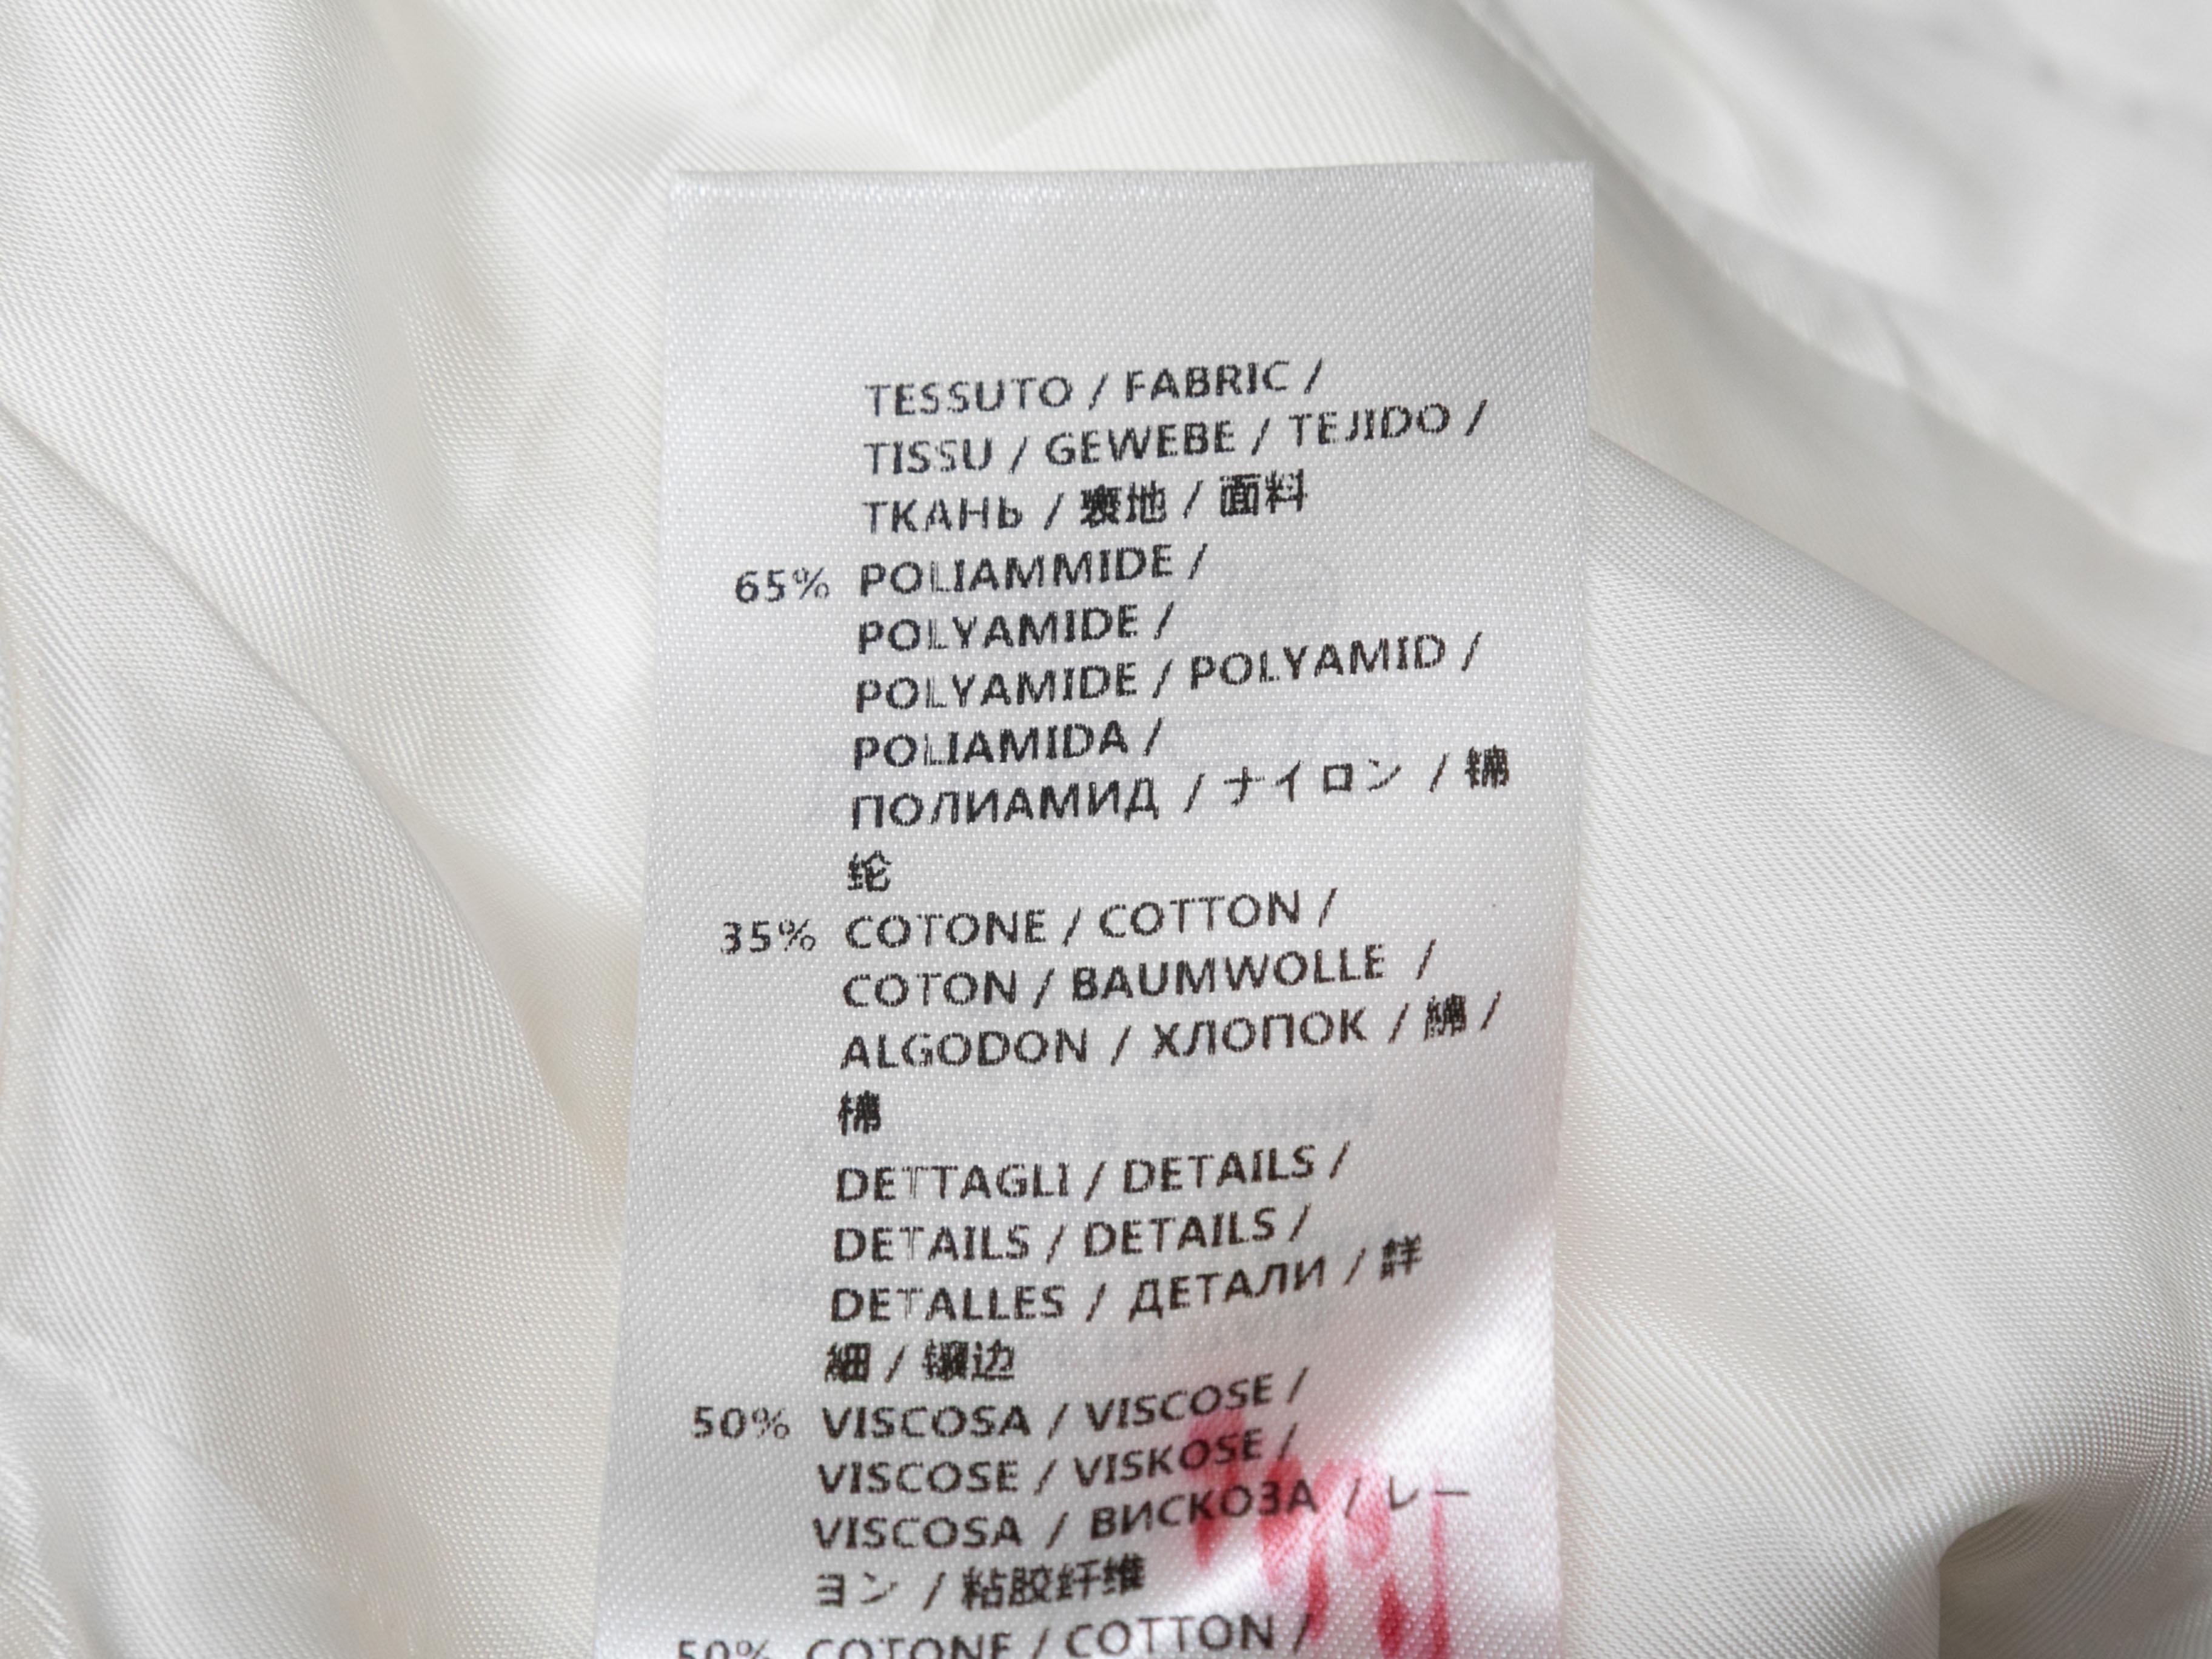 TESSUTO / FABRIC /
TISSU / GEWEBE / TEJIDO /
ТКАНЬ / 裏地 / 面料
65% POLIAMMIDE /
POLYAMIDE /
POLYAMIDE / POLYAMID /
POLIAMIDA /
ПОЛИАМИД / ナイロン / 锦
纶
35% COTONE / COTTON /
COTON / BAUMWOLLE /
ALGODON / ХЛОПОК / 綿 /
棉
DETTAGLI / DETAILS /
DETAILS / DETAILS /
DETALLES / ДЕТАЛИ / 詳
細 / 镶边
50% VISCOSA / VISCOSE /
VISCOSE / VISKOSE /
VISCOSA / ВИСКОЗА / レー
ヨン / 粘胶纤维
50% COTONE / COTTON /